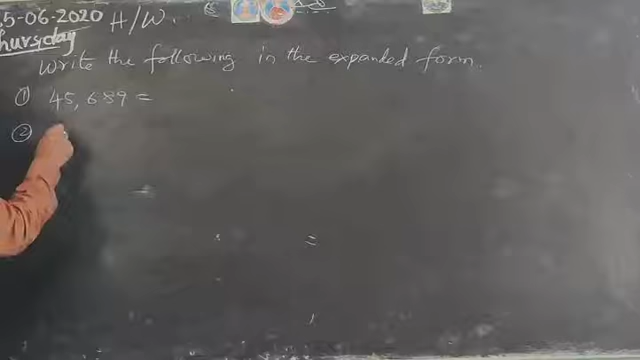 5-06-2020 H/W.
Thursday
Write the following in the expanded form.
① 45,689 =
②
=